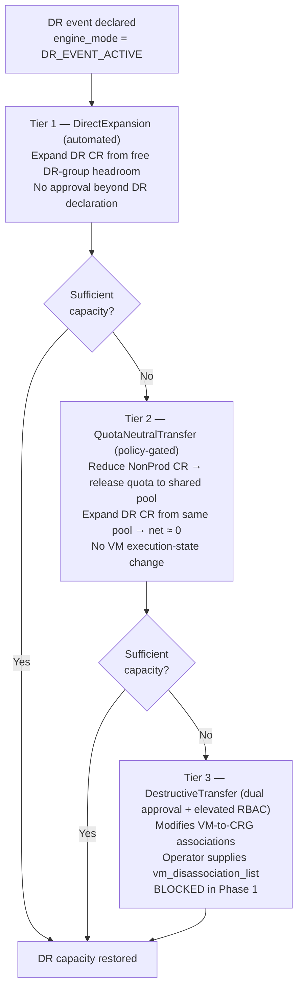 DR event declared
engine_mode =
DR_EVENT_ACTIVE
Tier 1 — DirectExpansion
(automated)
Expand DR CR from free
DR-group headroom
No approval beyond DR
declaration
Sufficient
capacity?
No
Tier 2 —
QuotaNeutralTransfer
(policy-gated)
Reduce NonProd CR →
release quota to shared
pool
Expand DR CR from same
pool → net ≈ 0
No VM execution-state
change
Sufficient
capacity?
Yes
No
Tier 3 —
DestructiveTransfer (dual
approval + elevated RBAC)
Modifies VM-to-CRG
associations
Operator supplies
vm_disassociation_list
BLOCKED in Phase 1
Yes
DR capacity restored